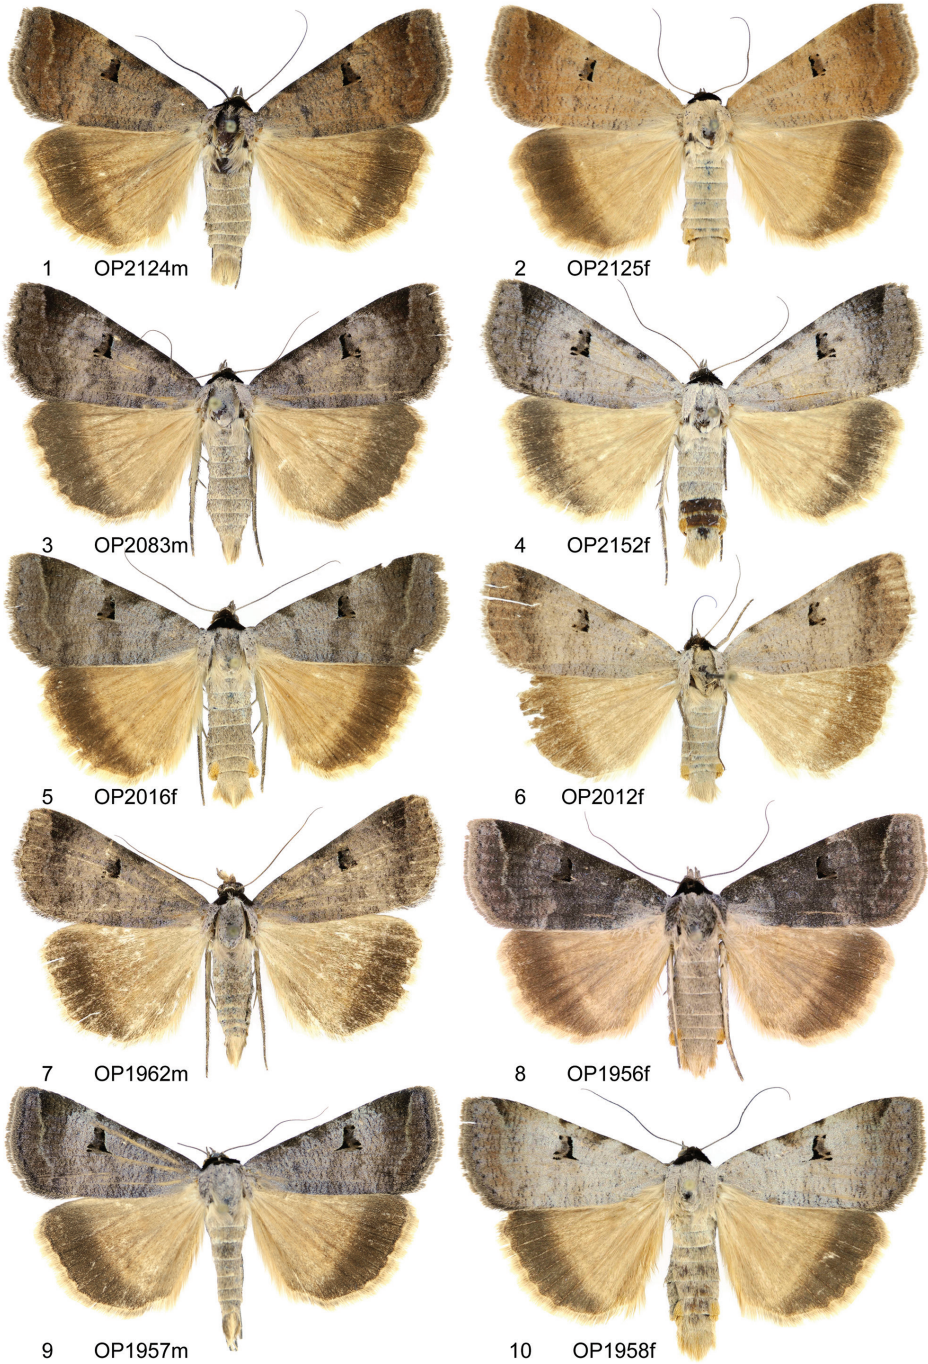 1 OP2124m
2 OP2125f
3 OP2083m
4 OP2152f
5 OP2016f
6 OP2012f
7 OP1962m
8 OP1956f
9 OP1957m
10 OP1958f